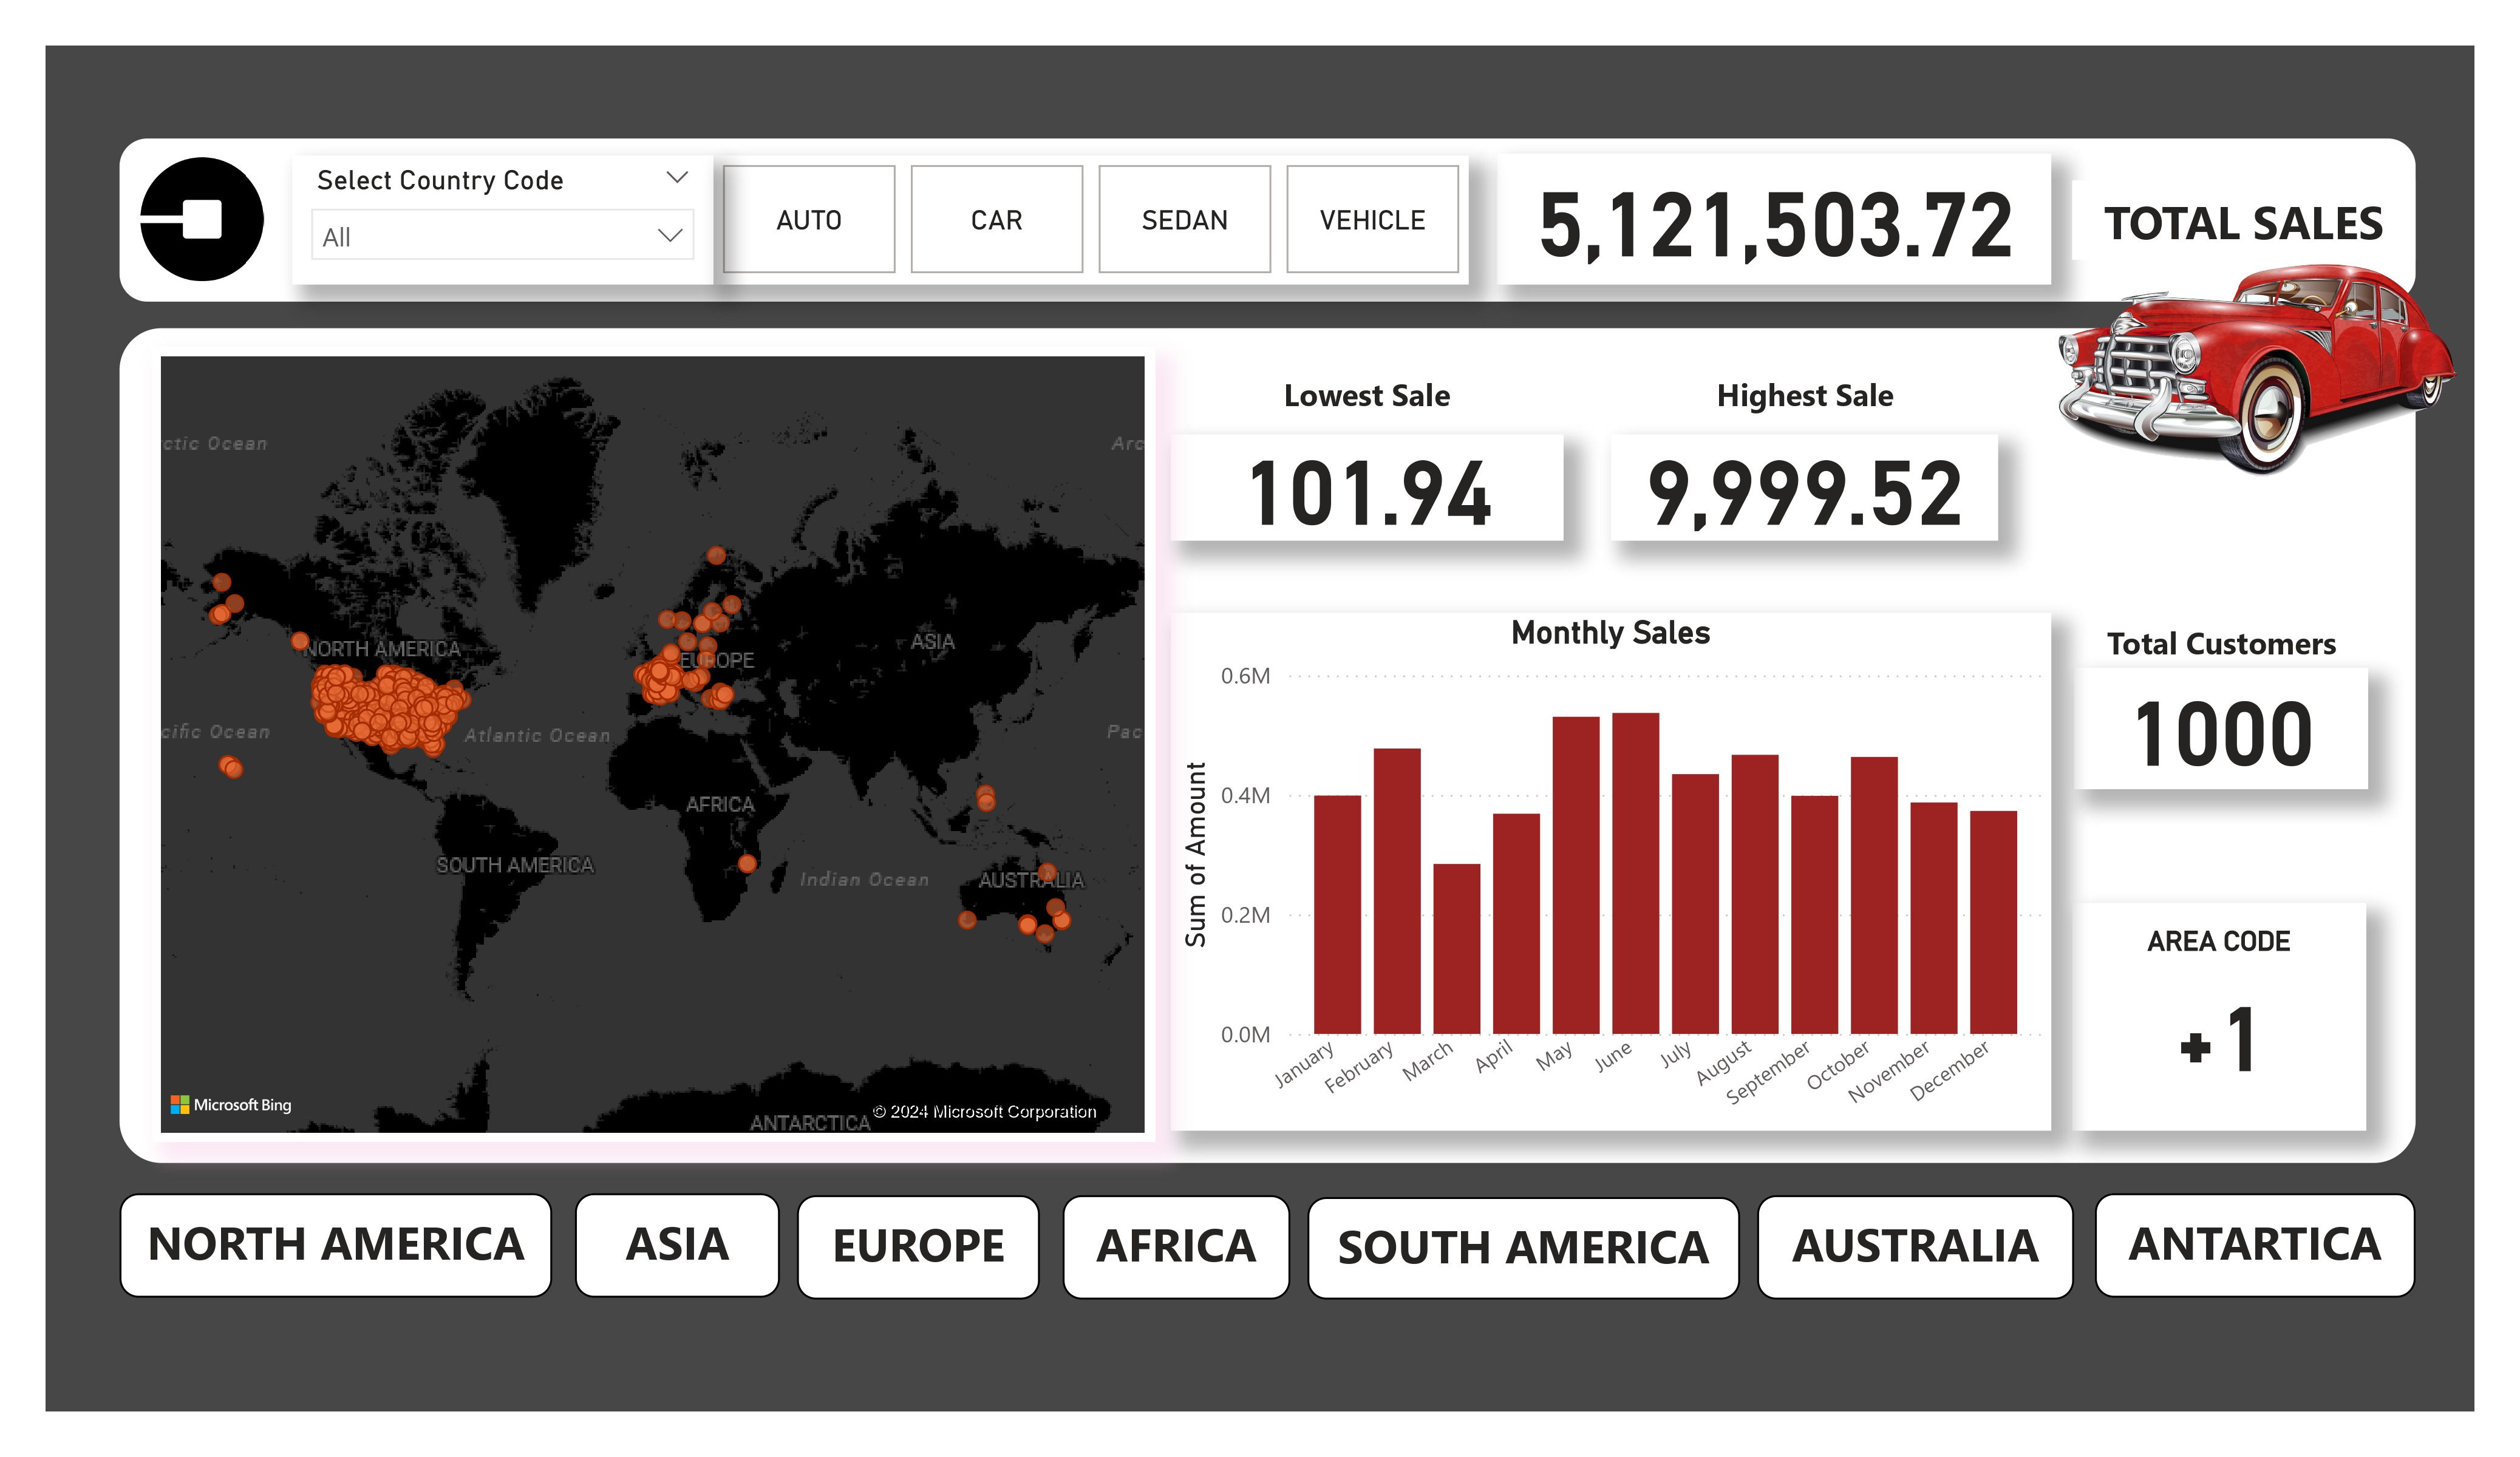 Select Country Code
All
AUTO
CAR
SEDAN
VEHICLE
5,121,503.72
TOTAL SALES
Lowest Sale
Highest Sale
101.94
9,999.52
ctic Ocean
Arc
NORTH AMERICA
EUROPE
ASIA
cific Ocean
Atlantic Ocean
Pac
AFRICA
SOUTH AMERICA
Indian Ocean
AUSTRALIA
ANTARCTICA
Microsoft Bing
© 2024 Microsoft Corporation
Monthly Sales
Sum of Amount
0.6M
0.4M
0.2M
0.0M
January
February
March
April
May
June
July
August
September
October
November
December
Total Customers
1000
AREA CODE
+1
NORTH AMERICA
ASIA
EUROPE
AFRICA
SOUTH AMERICA
AUSTRALIA
ANTARTICA